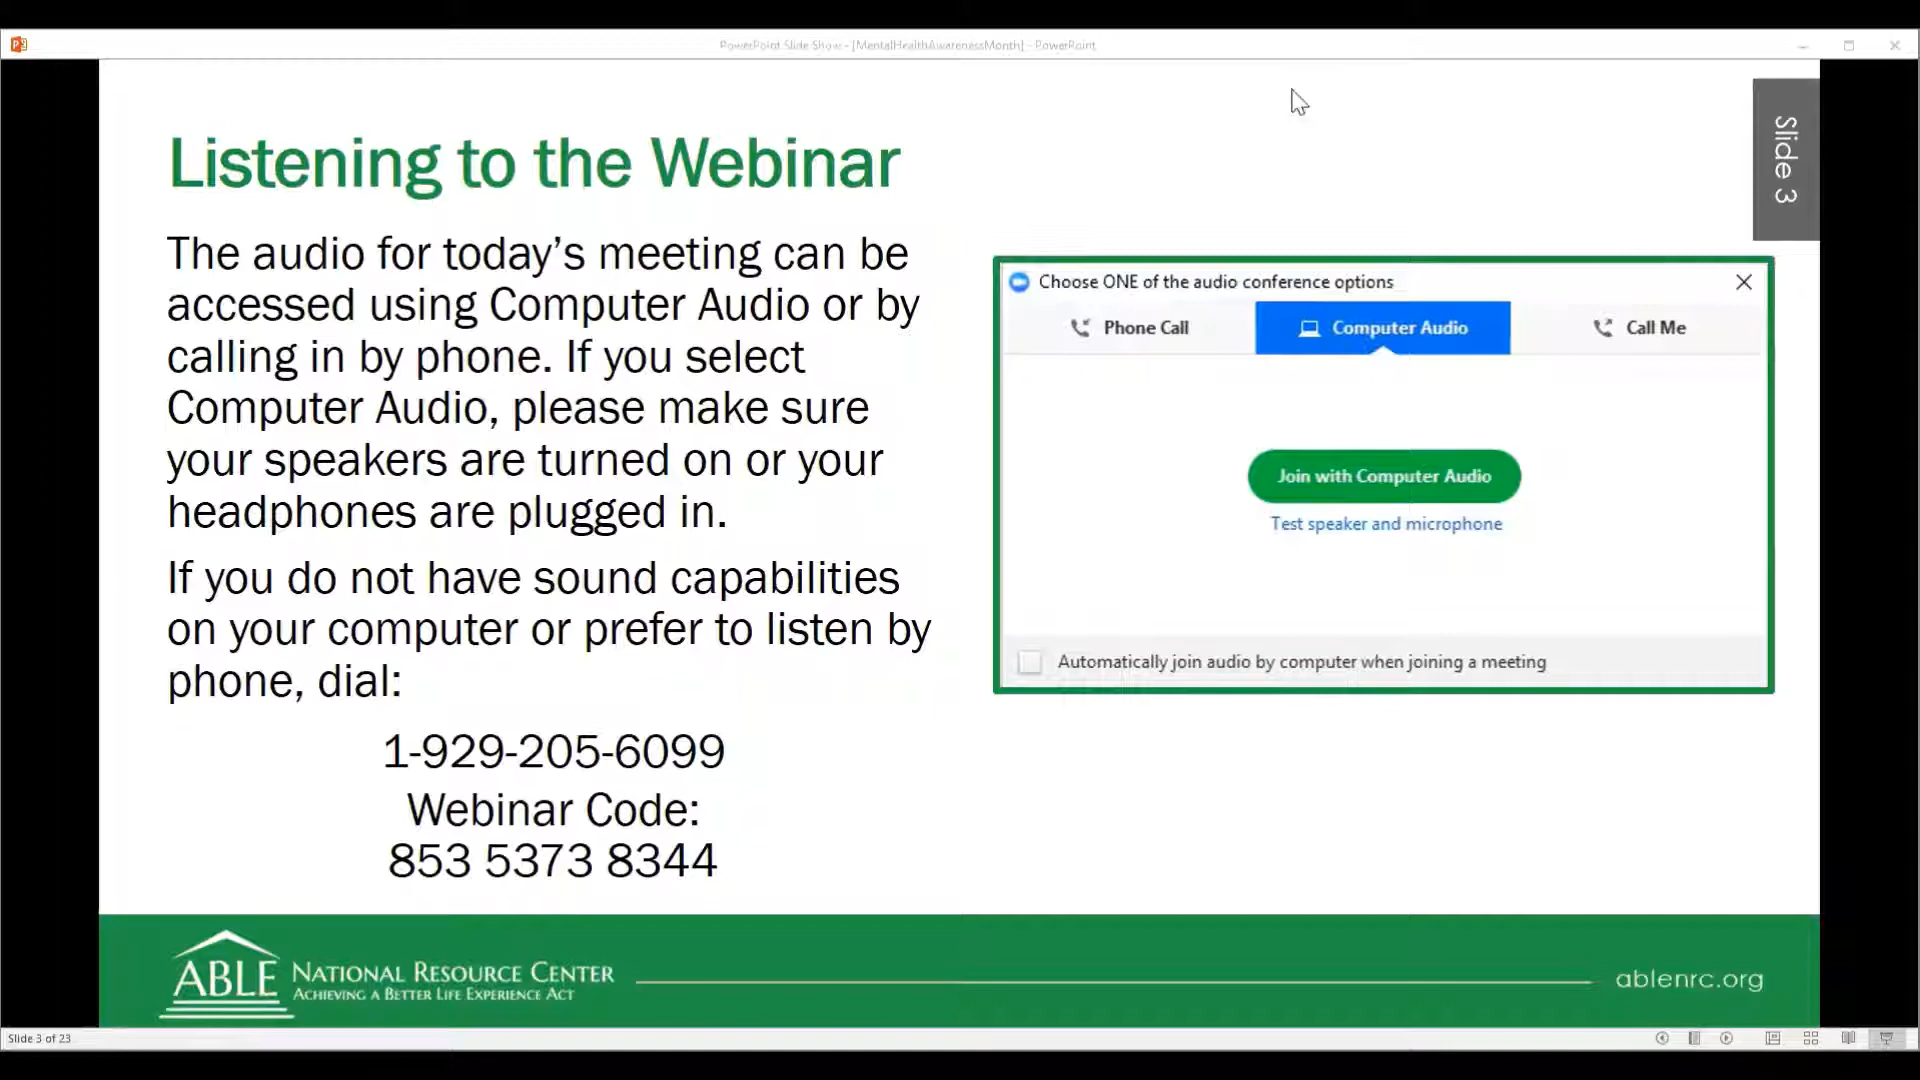 PowerPoint Slide Show - [MentalHealthAwarenessMonth] - PowerPoint
Slide 3
Listening to the Webinar
The audio for today’s meeting can be
accessed using Computer Audio or by
calling in by phone. If you select
Computer Audio, please make sure
your speakers are turned on or your
headphones are plugged in.
If you do not have sound capabilities
on your computer or prefer to listen by
phone, dial:
1-929-205-6099
Webinar Code:
853 5373 8344
Choose ONE of the audio conference options
Phone Call
Computer Audio
Call Me
Join with Computer Audio
Test speaker and microphone
Automatically join audio by computer when joining a meeting
ABLE NATIONAL RESOURCE CENTER
ACHIEVING A BETTER LIFE EXPERIENCE ACT
ablenrc.org
Slide 3 of 23